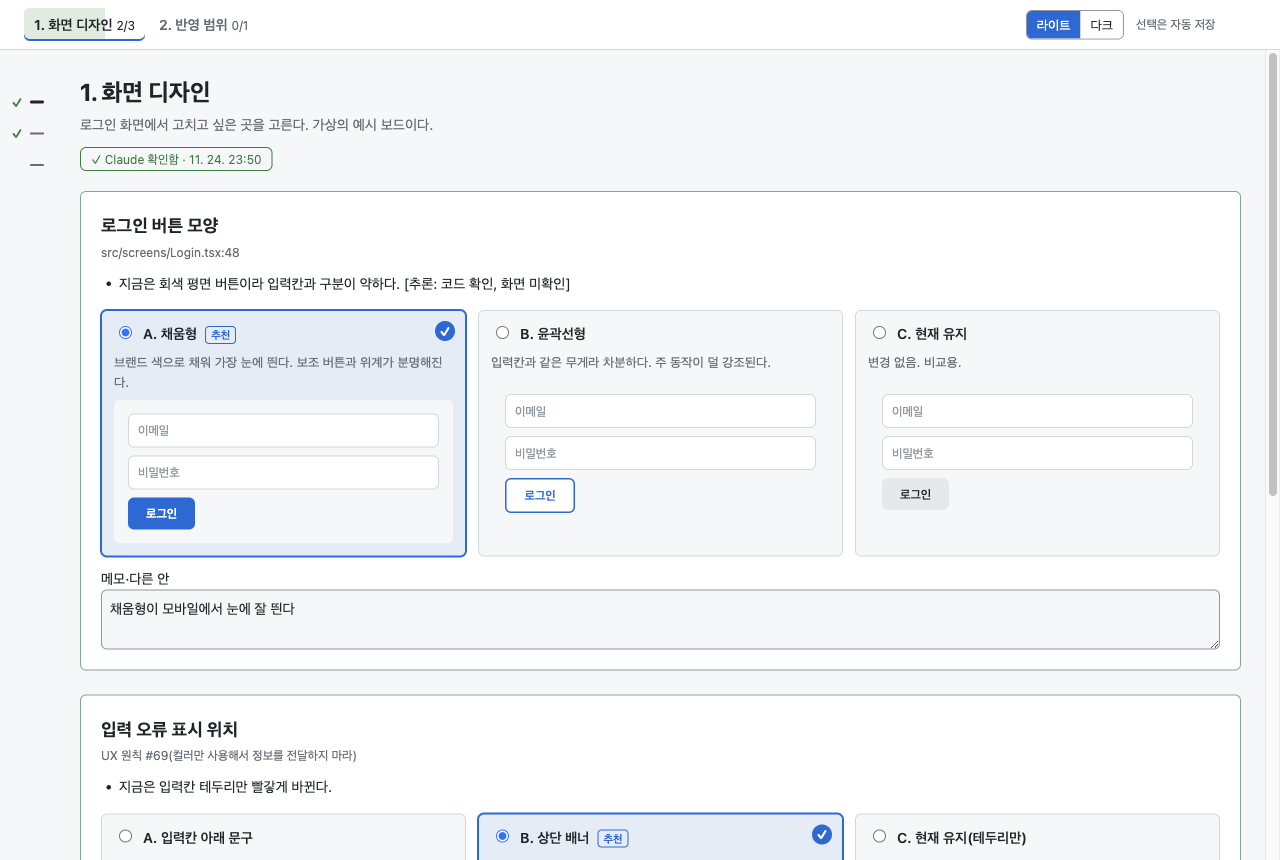 1. 화면 디자인 2/3
2. 반영 범위 0/1
라이트
다크
선택은 자동 저장
1. 화면 디자인
로그인 화면에서 고치고 싶은 곳을 고른다. 가상의 예시 보드이다.
✓ Claude 확인함 · 11. 24. 23:50
로그인 버튼 모양
src/screens/Login.tsx:48
• 지금은 회색 평면 버튼이라 입력칸과 구분이 약하다. [추론: 코드 확인, 화면 미확인]
A. 채움형 추천
브랜드 색으로 채워 가장 눈에 띈다. 보조 버튼과 위계가 분명해진
다.
이메일
비밀번호
로그인
B. 윤곽선형
입력칸과 같은 무게라 차분하다. 주 동작이 덜 강조된다.
이메일
비밀번호
로그인
C. 현재 유지
변경 없음. 비교용.
이메일
비밀번호
로그인
메모·다른 안
채움형이 모바일에서 눈에 잘 띈다
입력 오류 표시 위치
UX 원칙 #69(컬러만 사용해서 정보를 전달하지 마라)
• 지금은 입력칸 테두리만 빨갛게 바뀐다.
A. 입력칸 아래 문구
B. 상단 배너 추천
C. 현재 유지(테두리만)